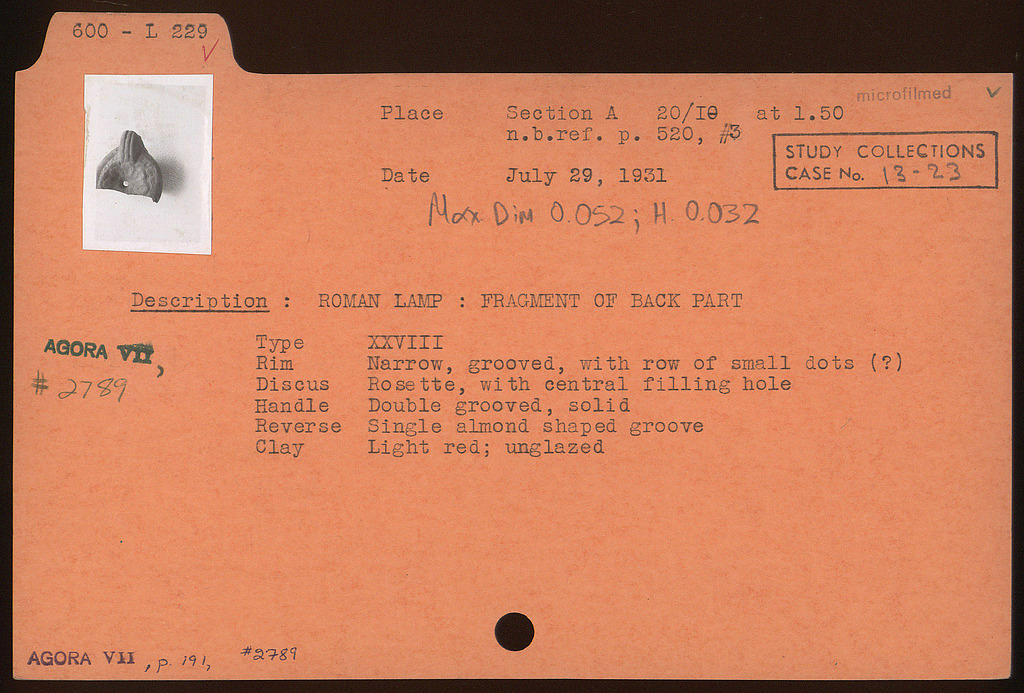 600 - L 229
microfilmed
Place Section A 20/IΘ at 1.50
n.b.ref. p. 520, #3
STUDY COLLECTIONS
CASE No. 13-23
Date July 29, 1931
Max Dim 0.052; H. 0.032
Description : ROMAN LAMP : FRAGMENT OF BACK PART
AGORA VII,
# 2789
Type XXVIII
Rim Narrow, grooved, with row of small dots (?)
Discus Rosette, with central filling hole
Handle Double grooved, solid
Reverse Single almond shaped groove
Clay Light red; unglazed
AGORA VII, p. 191, #2789